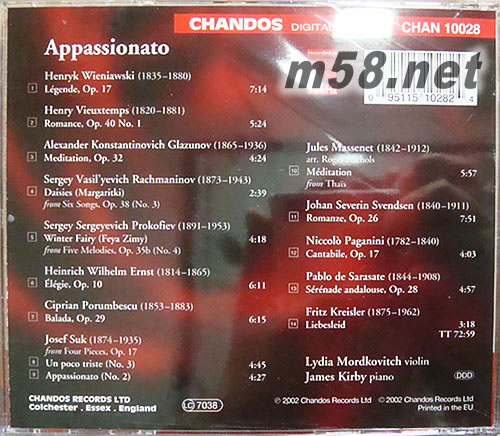 CHANDOS DIGITAL CHAN 10028
m58.net
0 95115 10282 4
Appassionato
Henryk Wieniawski (1835–1880)
1 Légende, Op. 17 7:14
Henry Vieuxtemps (1820–1881)
2 Romance, Op. 40 No. 1 5:24
Alexander Konstantinovich Glazunov (1865–1936)
3 Meditation, Op. 32 4:24
Sergey Vasil'yevich Rachmaninov (1873–1943)
4 Daisies (Margaritki) 2:39
from Six Songs, Op. 38 (No. 3)
Sergey Sergeyevich Prokofiev (1891–1953)
5 Winter Fairy (Feya Zimy) 4:18
from Five Melodies, Op. 35b (No. 4)
Heinrich Wilhelm Ernst (1814–1865)
6 Élégie, Op. 10 6:11
Ciprian Porumbescu (1853–1883)
7 Balada, Op. 29 6:15
Josef Suk (1874–1935)
from Four Pieces, Op. 17
8 Un poco triste (No. 3) 4:45
9 Appassionato (No. 2) 4:27
Jules Massenet (1842–1912)
arr. Roger Nichols
10 Méditation 5:57
from Thaïs
Johan Severin Svendsen (1840–1911)
11 Romanze, Op. 26 7:51
Niccolò Paganini (1782–1840)
12 Cantabile, Op. 17 4:03
Pablo de Sarasate (1844–1908)
13 Sérénade andalouse, Op. 28 4:57
Fritz Kreisler (1875–1962)
14 Liebesleid 3:18
TT 72:59
Lydia Mordkovitch violin
James Kirby piano
DDD
CHANDOS RECORDS LTD
Colchester . Essex . England
LC 7038
℗ 2002 Chandos Records Ltd © 2002 Chandos Records Ltd
Printed in the EU